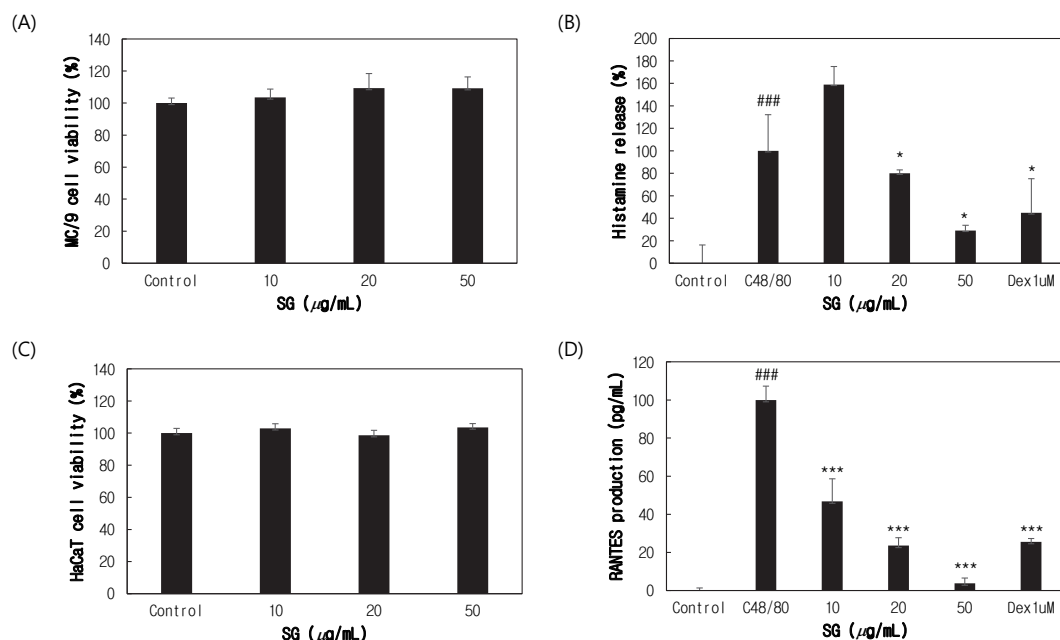 (A)
140
120
100
80
60
40
20
0
MC/9 cell viability (%)
Control 10 20 50
SG (μg/mL)
(B)
200
180
160
140
120
100
80
60
40
20
0
Histamine release (%)
###
*
*
*
Control C48/80 10 20 50 Dex1uM
SG (μg/mL)
(C)
140
120
100
80
60
40
20
0
HaCaT cell viability (%)
Control 10 20 50
SG (μg/mL)
(D)
120
100
80
60
40
20
0
RANTES production (pg/mL)
###
***
***
***
***
Control C48/80 10 20 50 Dex1uM
SG (μg/mL)